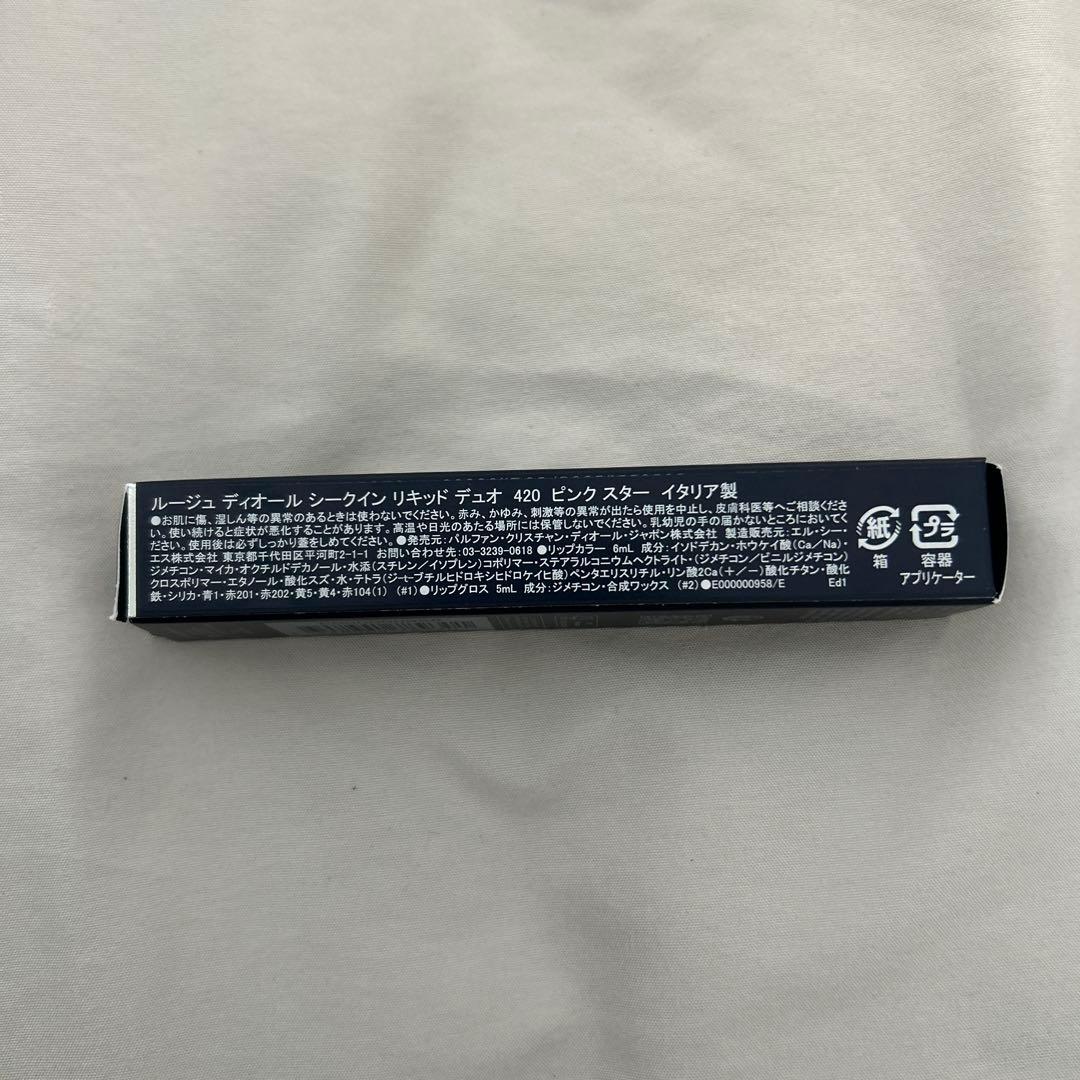 ルージュ ディオール シークイン リキッド デュオ 420 ピンク スター イタリア製
●お肌に傷、湿しん等の異常のあるときは使わないでください。赤み、かゆみ、刺激等の異常が出たら使用を中止し、皮膚科医等へご相談くださ
い。使い続けると症状が悪化することがあります。高温や日光のあたる場所には保管しないでください。乳幼児の手の届かないところにおいてく
ださい。使用後は必ずしっかり蓋をしめてください。●発売元:パルファン・クリスチャン・ディオール・ジャポン株式会社 製造販売元:エル・シー・
エス株式会社 東京都千代田区平河町2-1-1 お問い合わせ先:03-3239-0618 ●リップカラー 6mL 成分:イソドデカン・ホウケイ酸(Ca/Na)・
ジメチコン・マイカ・オクチルドデカノール・水添(スチレン/イソプレン)コポリマー・ステアラルコニウムヘクトライト・(ジメチコン/ビニルジメチコン)
クロスポリマー・エタノール・酸化スズ・水・テトラ(ジ-t-ブチルヒドロキシヒドロケイヒ酸)ペンタエリスリチル・リン酸2Ca(+/-)酸化チタン・酸化
鉄・シリカ・青1・赤201・赤202・黄5・黄4・赤104(1) (#1)●リップグロス 5mL 成分:ジメチコン・合成ワックス (#2)●E000000958/E Ed1
紙
箱
プラ
容器
アプリケーター